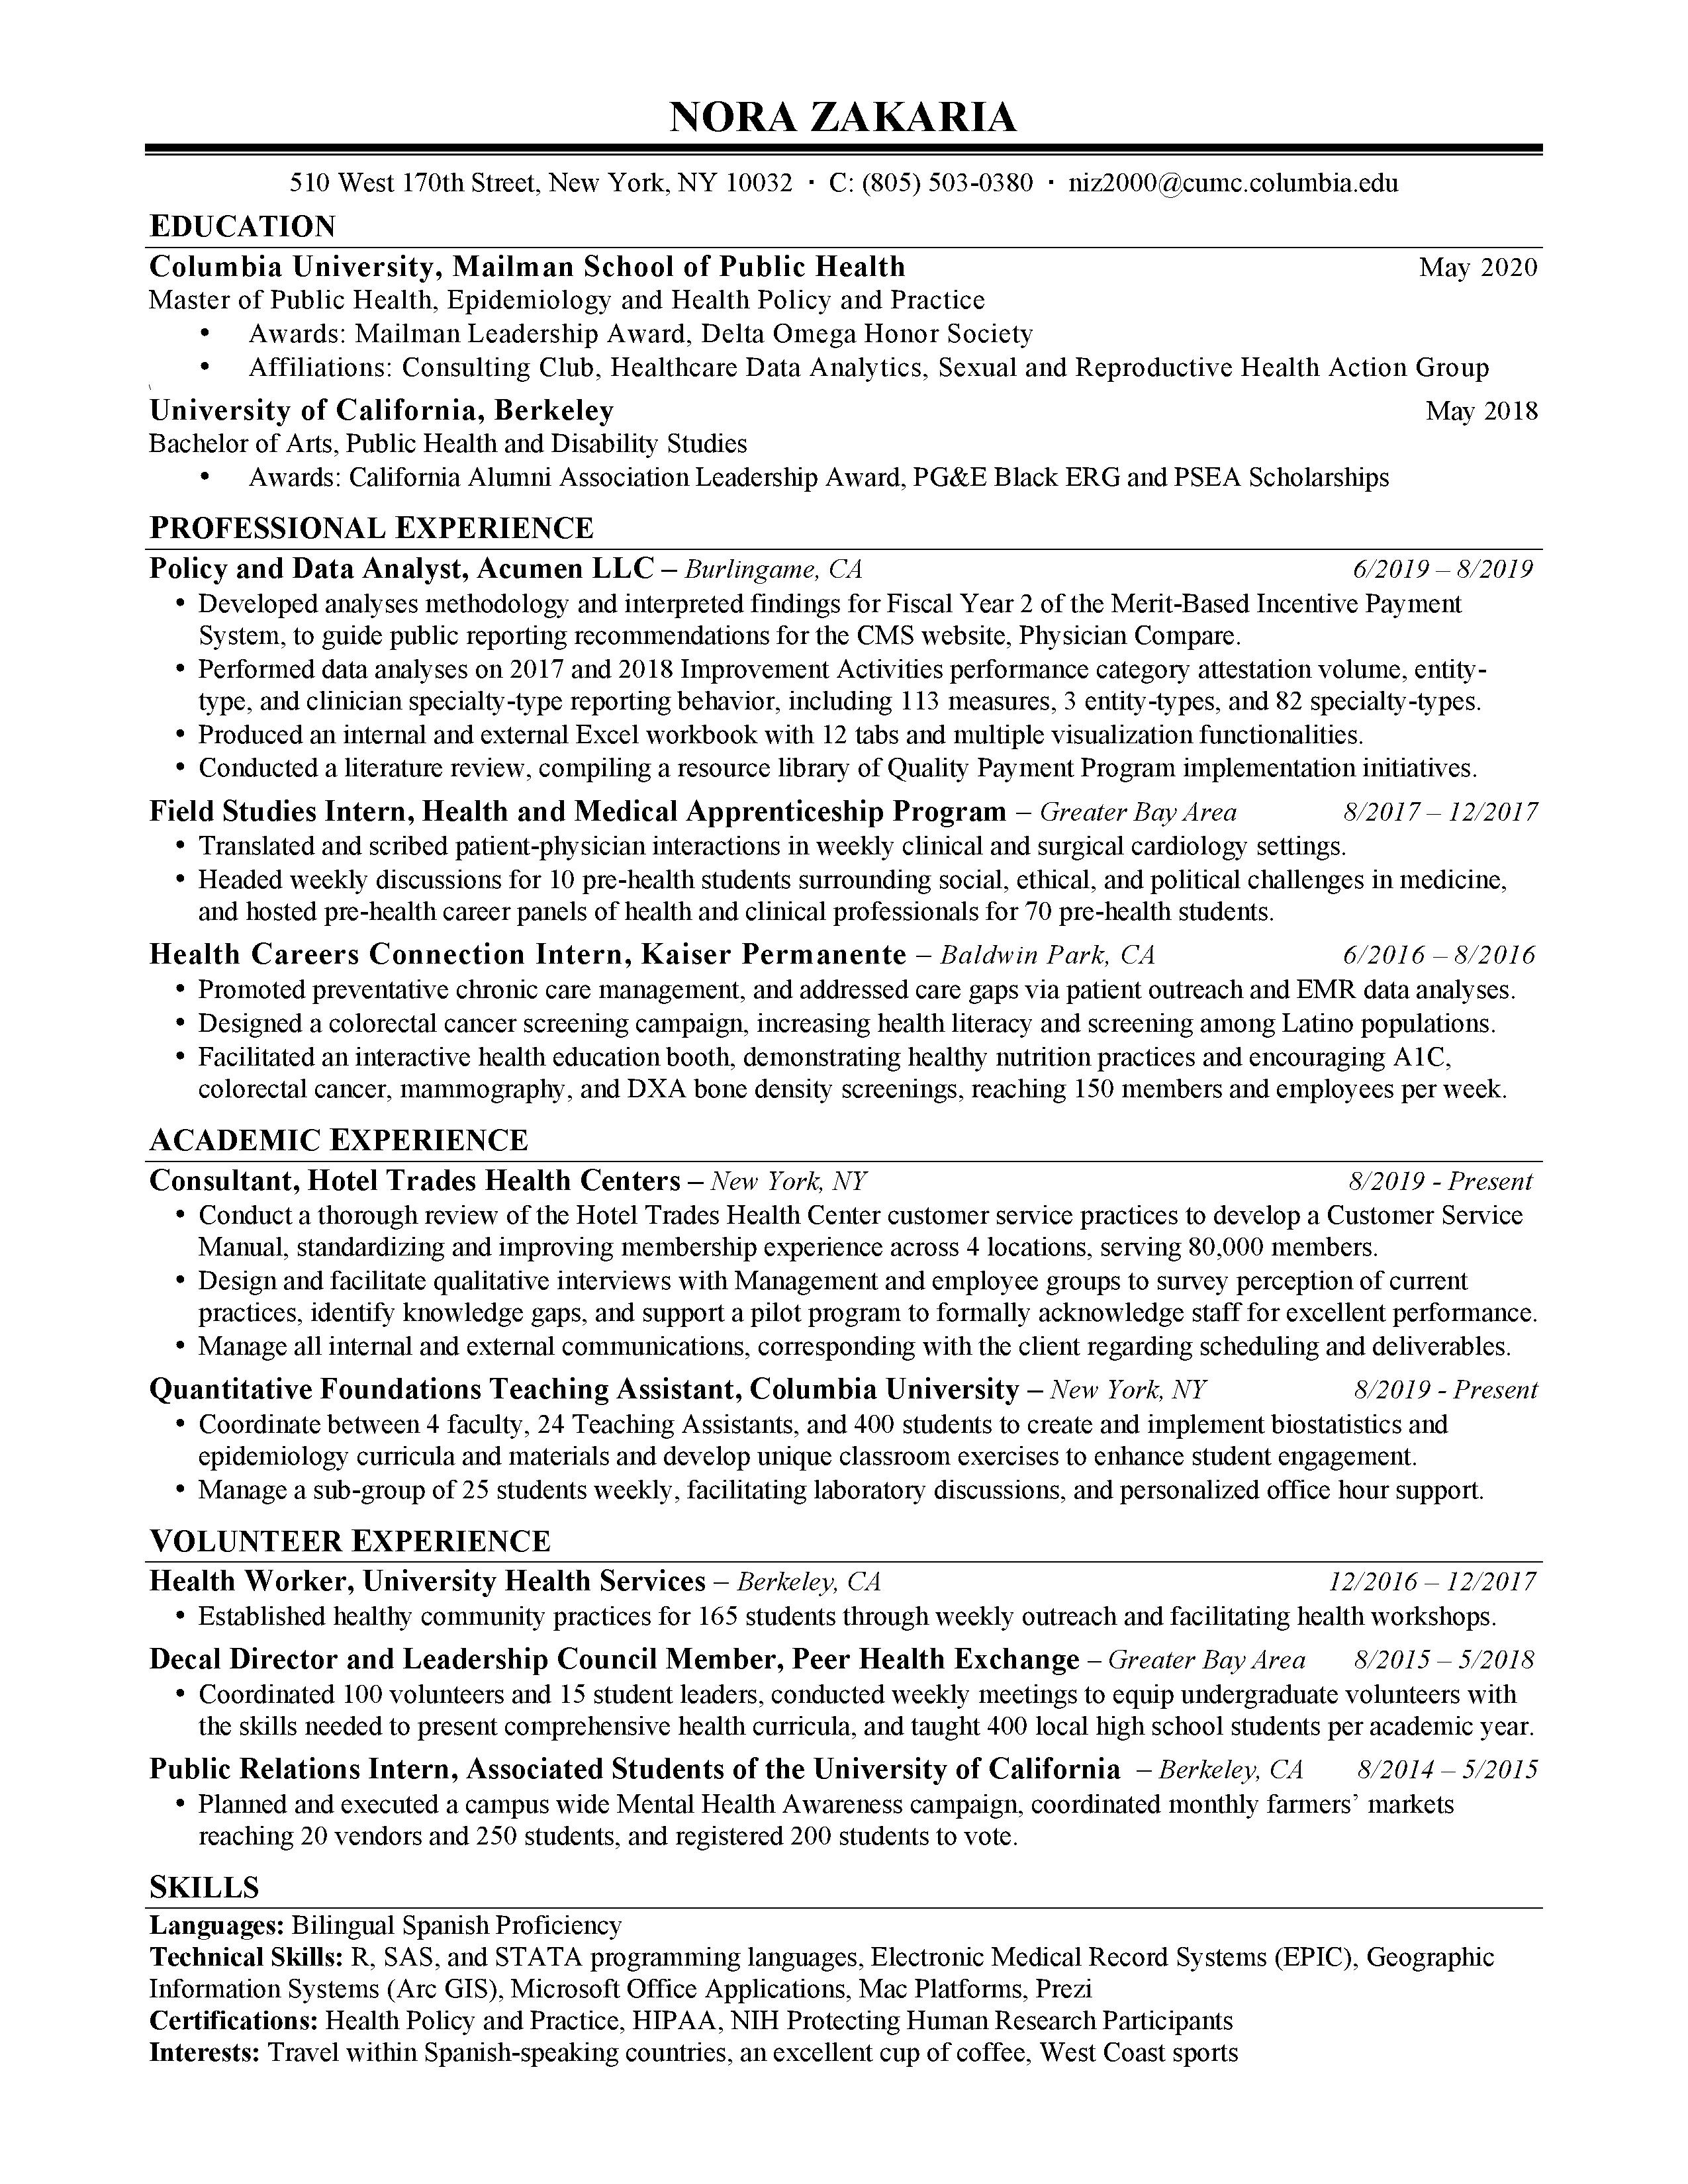 NORA ZAKARIA
510 West 170th Street, New York, NY 10032 ▪ C: (805) 503-0380 ▪ niz2000@cumc.columbia.edu
EDUCATION
Columbia University, Mailman School of Public Health May 2020
Master of Public Health, Epidemiology and Health Policy and Practice
• Awards: Mailman Leadership Award, Delta Omega Honor Society
• Affiliations: Consulting Club, Healthcare Data Analytics, Sexual and Reproductive Health Action Group
\
University of California, Berkeley May 2018
Bachelor of Arts, Public Health and Disability Studies
• Awards: California Alumni Association Leadership Award, PG&E Black ERG and PSEA Scholarships
PROFESSIONAL EXPERIENCE
Policy and Data Analyst, Acumen LLC – Burlingame, CA 6/2019 – 8/2019
• Developed analyses methodology and interpreted findings for Fiscal Year 2 of the Merit-Based Incentive Payment
System, to guide public reporting recommendations for the CMS website, Physician Compare.
• Performed data analyses on 2017 and 2018 Improvement Activities performance category attestation volume, entity-
type, and clinician specialty-type reporting behavior, including 113 measures, 3 entity-types, and 82 specialty-types.
• Produced an internal and external Excel workbook with 12 tabs and multiple visualization functionalities.
• Conducted a literature review, compiling a resource library of Quality Payment Program implementation initiatives.
Field Studies Intern, Health and Medical Apprenticeship Program – Greater Bay Area 8/2017 – 12/2017
• Translated and scribed patient-physician interactions in weekly clinical and surgical cardiology settings.
• Headed weekly discussions for 10 pre-health students surrounding social, ethical, and political challenges in medicine,
and hosted pre-health career panels of health and clinical professionals for 70 pre-health students.
Health Careers Connection Intern, Kaiser Permanente – Baldwin Park, CA 6/2016 – 8/2016
• Promoted preventative chronic care management, and addressed care gaps via patient outreach and EMR data analyses.
• Designed a colorectal cancer screening campaign, increasing health literacy and screening among Latino populations.
• Facilitated an interactive health education booth, demonstrating healthy nutrition practices and encouraging A1C,
colorectal cancer, mammography, and DXA bone density screenings, reaching 150 members and employees per week.
ACADEMIC EXPERIENCE
Consultant, Hotel Trades Health Centers – New York, NY 8/2019 - Present
• Conduct a thorough review of the Hotel Trades Health Center customer service practices to develop a Customer Service
Manual, standardizing and improving membership experience across 4 locations, serving 80,000 members.
• Design and facilitate qualitative interviews with Management and employee groups to survey perception of current
practices, identify knowledge gaps, and support a pilot program to formally acknowledge staff for excellent performance.
• Manage all internal and external communications, corresponding with the client regarding scheduling and deliverables.
Quantitative Foundations Teaching Assistant, Columbia University – New York, NY 8/2019 - Present
• Coordinate between 4 faculty, 24 Teaching Assistants, and 400 students to create and implement biostatistics and
epidemiology curricula and materials and develop unique classroom exercises to enhance student engagement.
• Manage a sub-group of 25 students weekly, facilitating laboratory discussions, and personalized office hour support.
VOLUNTEER EXPERIENCE
Health Worker, University Health Services – Berkeley, CA 12/2016 – 12/2017
• Established healthy community practices for 165 students through weekly outreach and facilitating health workshops.
Decal Director and Leadership Council Member, Peer Health Exchange – Greater Bay Area 8/2015 – 5/2018
• Coordinated 100 volunteers and 15 student leaders, conducted weekly meetings to equip undergraduate volunteers with
the skills needed to present comprehensive health curricula, and taught 400 local high school students per academic year.
Public Relations Intern, Associated Students of the University of California – Berkeley, CA 8/2014 – 5/2015
• Planned and executed a campus wide Mental Health Awareness campaign, coordinated monthly farmers’ markets
reaching 20 vendors and 250 students, and registered 200 students to vote.
SKILLS
Languages: Bilingual Spanish Proficiency
Technical Skills: R, SAS, and STATA programming languages, Electronic Medical Record Systems (EPIC), Geographic
Information Systems (Arc GIS), Microsoft Office Applications, Mac Platforms, Prezi
Certifications: Health Policy and Practice, HIPAA, NIH Protecting Human Research Participants
Interests: Travel within Spanish-speaking countries, an excellent cup of coffee, West Coast sports